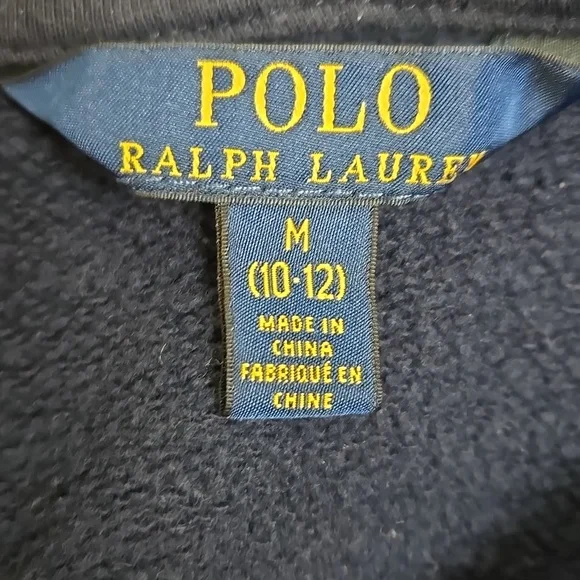 POLO
RALPH LAUREN
M
(10-12)
MADE IN
CHINA
FABRIQUÉ EN
CHINE